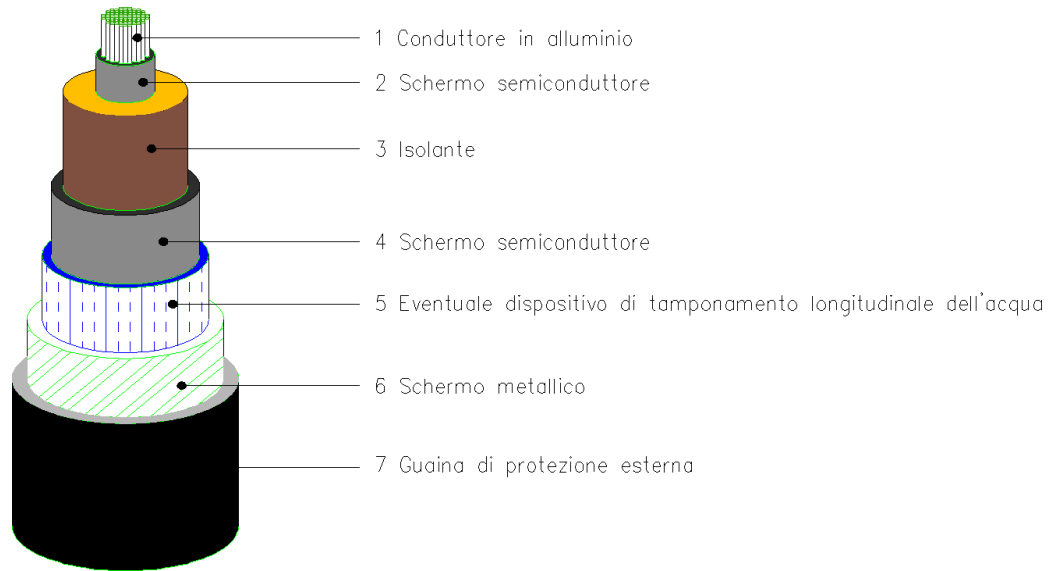 1 Conduttore in alluminio
2 Schermo semiconduttore
3 Isolante
4 Schermo semiconduttore
5 Eventuale dispositivo di tamponamento longitudinale dell'acqua
6 Schermo metallico
7 Guaina di protezione esterna